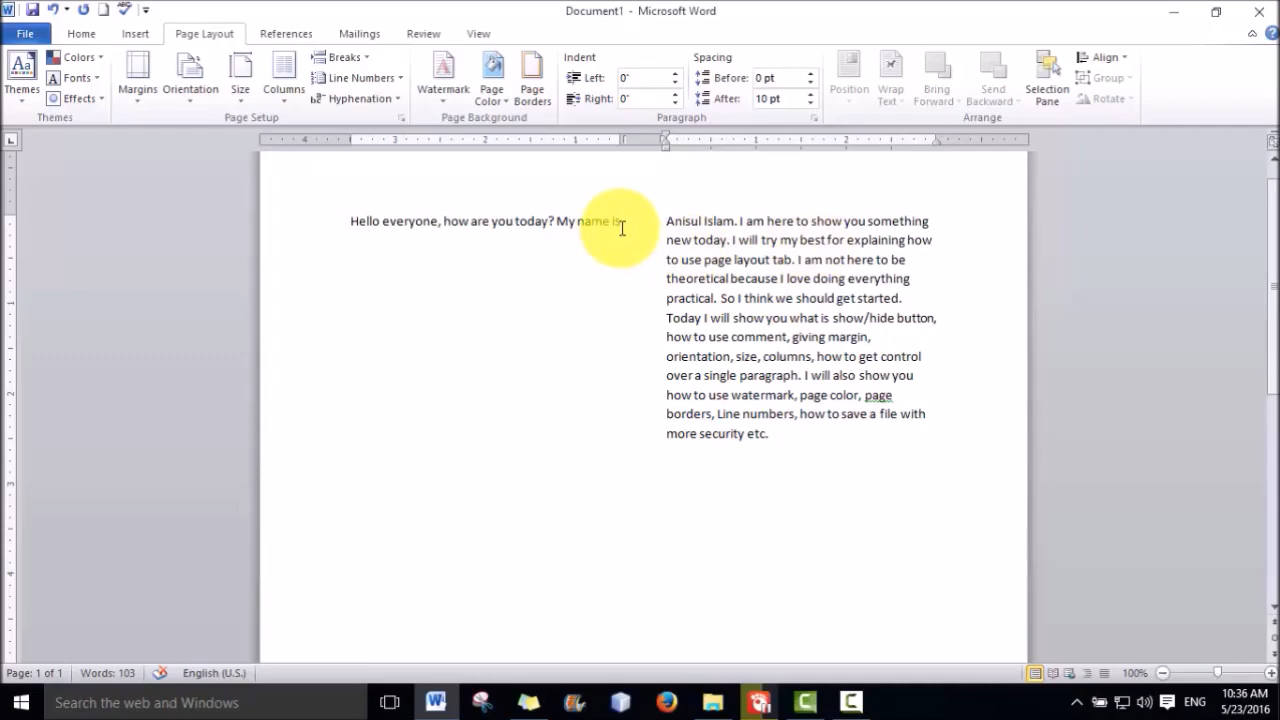 Document1 - Microsoft Word
File Home Insert Page Layout References Mailings Review View
Themes
Colors
Fonts
Effects
Themes
Margins
Orientation
Size
Columns
Breaks
Line Numbers
Hyphenation
Page Setup
Watermark
Page Color
Page Borders
Page Background
Indent
Left: 0"
Right: 0"
Spacing
Before: 0 pt
After: 10 pt
Paragraph
Position
Wrap Text
Bring Forward
Send Backward
Selection Pane
Align
Group
Rotate
Arrange
4 3 2 1 1 2
Hello everyone, how are you today? My name is
Anisul Islam. I am here to show you something
new today. I will try my best for explaining how
to use page layout tab. I am not here to be
theoretical because I love doing everything
practical. So I think we should get started.
Today I will show you what is show/hide button,
how to use comment, giving margin,
orientation, size, columns, how to get control
over a single paragraph. I will also show you
how to use watermark, page color, page
borders, Line numbers, how to save a file with
more security etc.
Page: 1 of 1 Words: 103 English (U.S.) 100%
Search the web and Windows
ENG
10:36 AM
5/23/2016